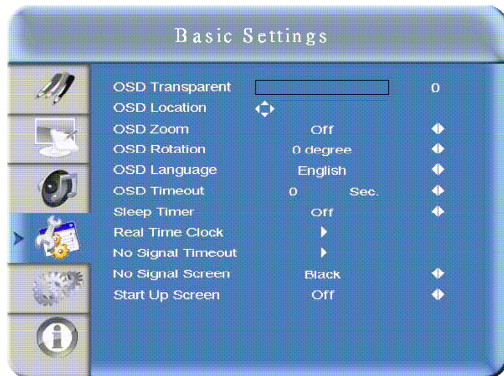 Basic Settings
OSD Transparent 0
OSD Location
OSD Zoom Off
OSD Rotation 0 degree
OSD Language English
OSD Timeout 0 Sec.
Sleep Timer Off
Real Time Clock
No Signal Timeout
No Signal Screen Black
Start Up Screen Off